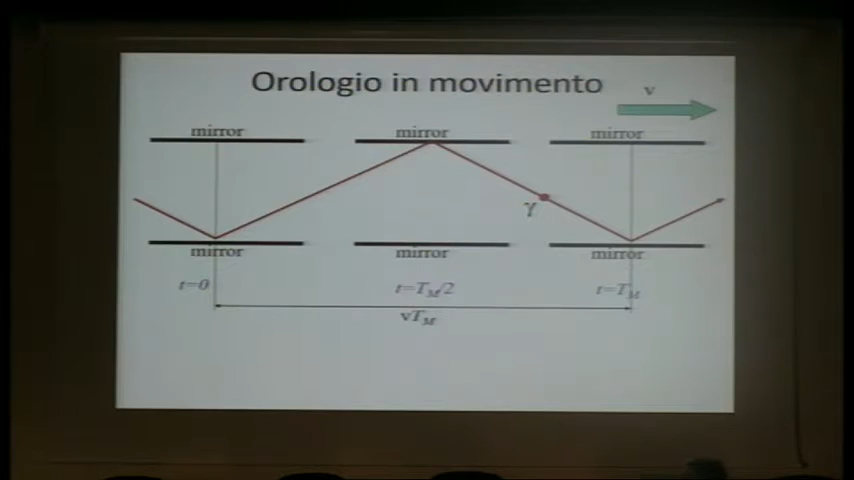 Orologio in movimento
v
mirror mirror mirror
γ
mirror mirror mirror
t=0 t=T_M/2 t=T_M
vT_M